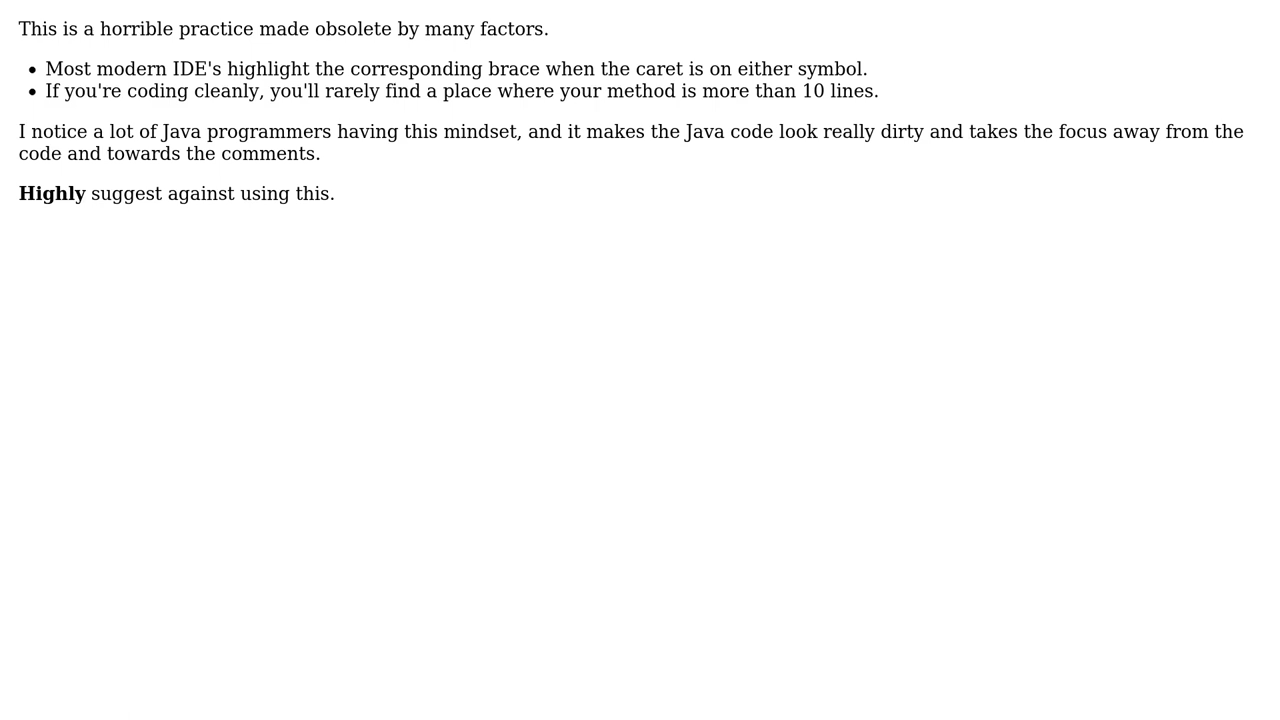 This is a horrible practice made obsolete by many factors.
• Most modern IDE's highlight the corresponding brace when the caret is on either symbol.
• If you're coding cleanly, you'll rarely find a place where your method is more than 10 lines.
I notice a lot of Java programmers having this mindset, and it makes the Java code look really dirty and takes the focus away from the
code and towards the comments.
Highly suggest against using this.